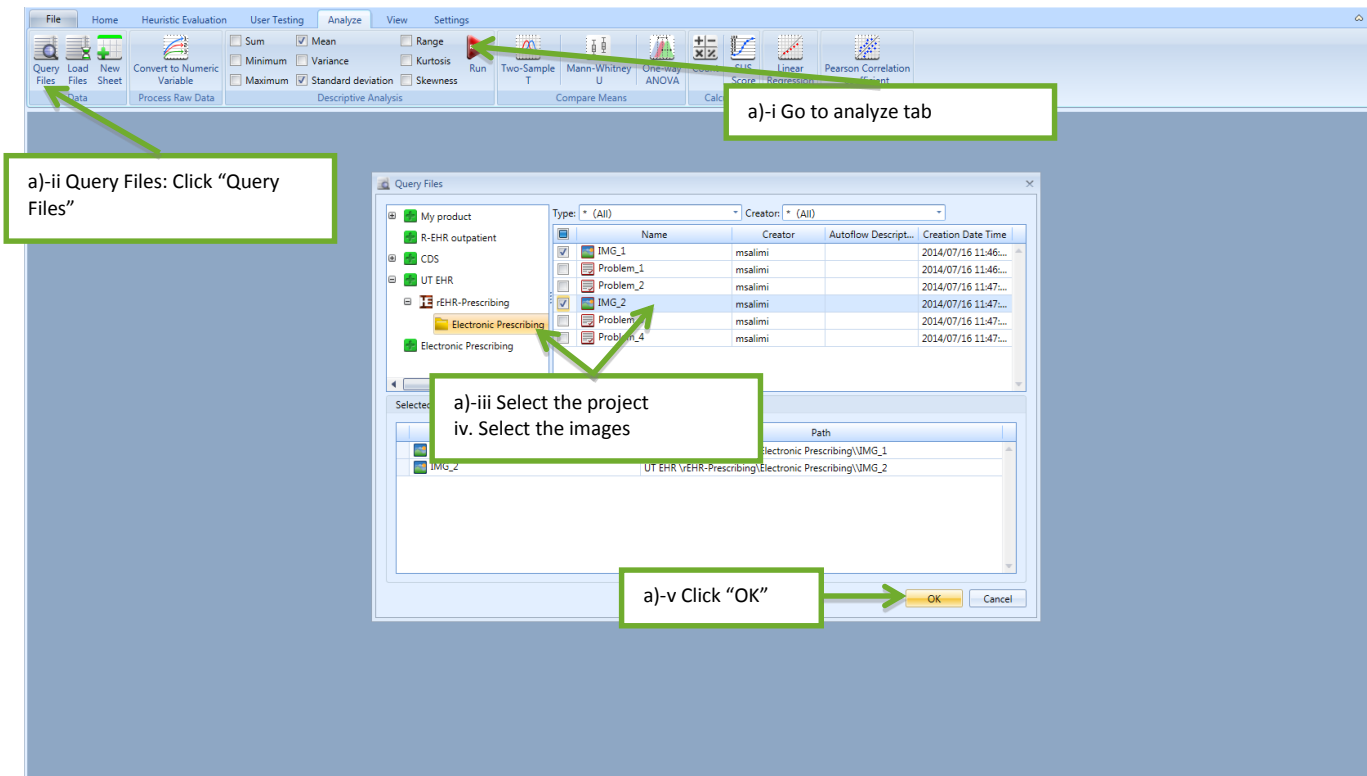 File Home Heuristic Evaluation User Testing Analyze View Settings
Sum Mean Range
Minimum Variance Kurtosis
Maximum Standard deviation Skewness
Query Files
Load Files
New Sheet
Convert to Numeric Variable
Run
Two-Sample T
Mann-Whitney U
One-way ANOVA
Score
Linear Regression
Pearson Correlation
Data Process Raw Data Descriptive Analysis Compare Means
a)-i Go to analyze tab
a)-ii Query Files: Click “Query
Files”
Query Files
My product
R-EHR outpatient
CDS
UT EHR
rEHR-Prescribing
Electronic Prescribing
Electronic Prescribing
Type: * (All) Creator: * (All)
Name Creator Autoflow Descript... Creation Date Time
IMG_1 msalimi 2014/07/16 11:46:...
Problem_1 msalimi 2014/07/16 11:46:...
Problem_2 msalimi 2014/07/16 11:47:...
IMG_2 msalimi 2014/07/16 11:47:...
msalimi 2014/07/16 11:47:...
Problem_4 msalimi 2014/07/16 11:47:...
a)-iii Select the project
iv. Select the images
Selected
Path
Electronic Prescribing\\IMG_1
IMG_2 UT EHR \rEHR-Prescribing\Electronic Prescribing\\IMG_2
a)-v Click “OK”
OK Cancel